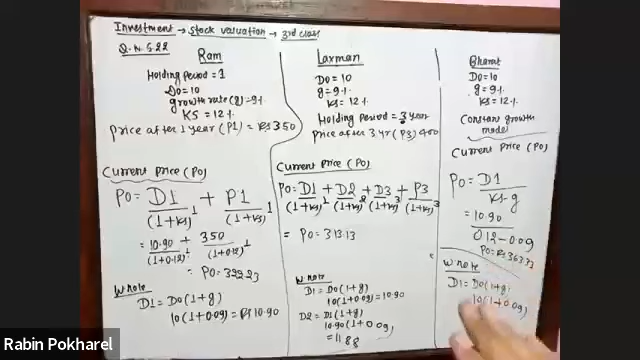 Investment → Stock valuation → 3rd class
Q.N.5.22
Ram
Holding period = 1
D0=10
growth rate (g) = 9%
KS = 12%
price after 1 year (P1) = Rs 350
Current price (P0)
P0 = D1/(1+ks)^1 + P1/(1+ks)^1
= 10.90/(1+0.12)^1 + 350/(1+0.12)^1
= P0 = 322.23
W note
D1 = D0(1+g)
10(1+0.09) = Rs 10.90
Laxman
D0 = 10
g = 9%
KS = 12%
Holding period = 3 year
price after 3 yr (P3) 400
Current price (P0)
P0 = D1/(1+ks)^1 + D2/(1+ks)^2 + D3/(1+ks)^3 + P3/(1+ks)^3
= P0 = 313.13
W note
D1 = D0(1+g)
10(1+0.09) = 10.90
D2 = D1(1+g)
10.90(1+0.09)
= 11.88
Bharat
D0=10
g = 9%
KS = 12%
Constant growth
model
Current price (P0)
P0 = D1/ks-g
= 10.90/0.12-0.09
P0 = Rs 363.33
W note
D1 = D0(1+g)
10(1+0.09)
Rabin Pokharel